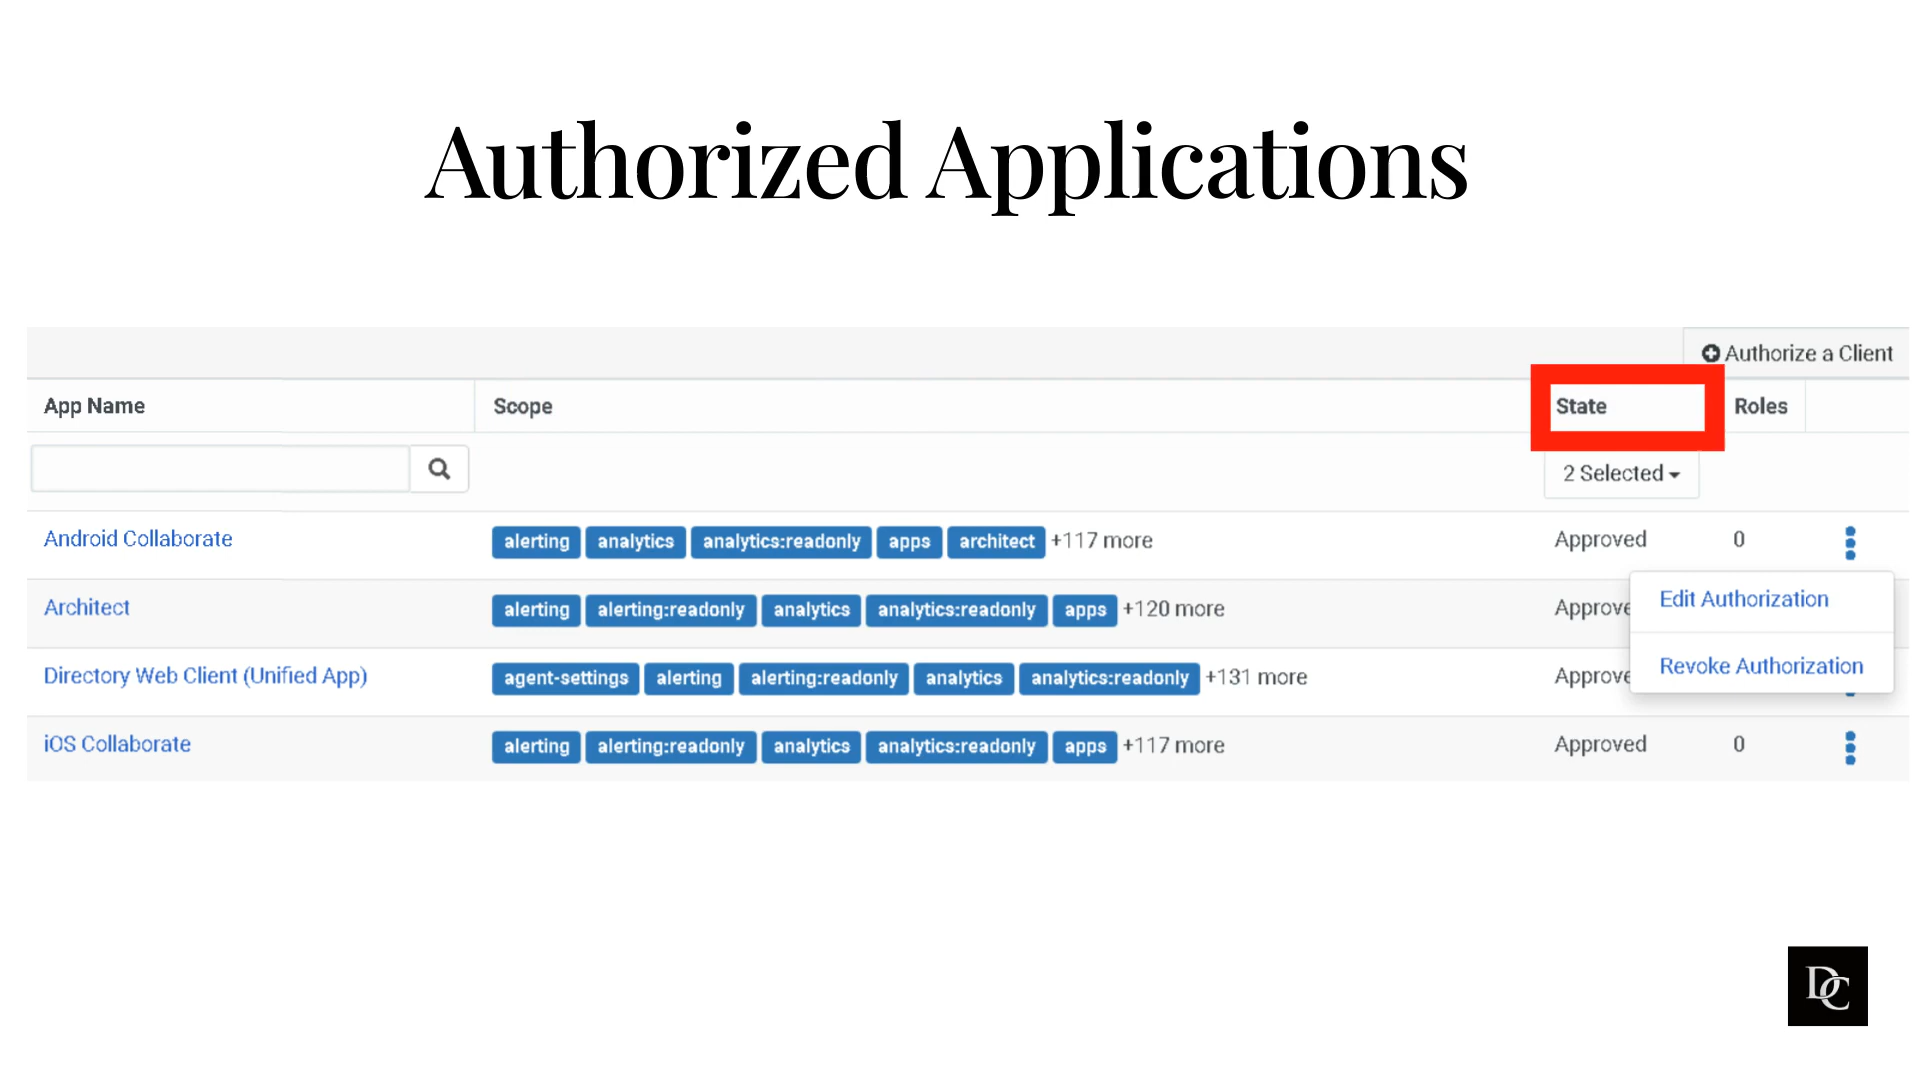 Authorized Applications
Authorize a Client
App Name Scope State Roles
2 Selected
Android Collaborate alerting analytics analytics:readonly apps architect +117 more Approved 0
Edit Authorization
Architect alerting alerting:readonly analytics analytics:readonly apps +120 more Approve
Revoke Authorization
Directory Web Client (Unified App) agent-settings alerting alerting:readonly analytics analytics:readonly +131 more Approve
iOS Collaborate alerting alerting:readonly analytics analytics:readonly apps +117 more Approved 0
DC